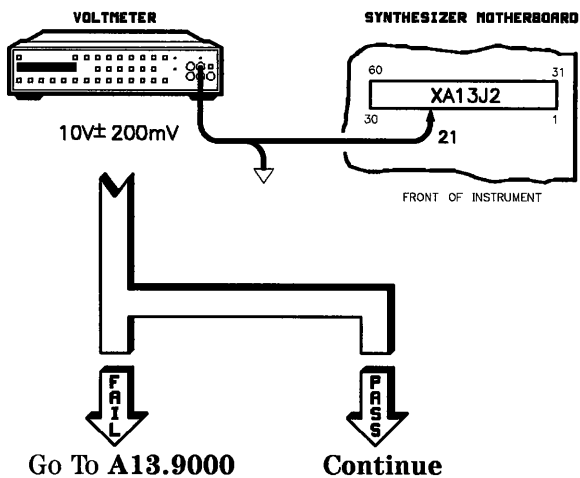 VOLTMETER
SYNTHESIZER MOTHERBOARD
60 31
XA13J2
30 1
10V± 200mV
21
FRONT OF INSTRUMENT
FAIL
PASS
Go To A13.9000
Continue